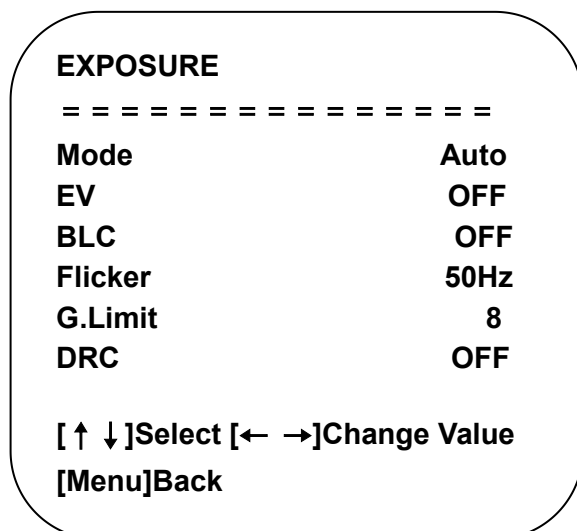 EXPOSURE
= = = = = = = = = = = = = = =
Mode Auto
EV OFF
BLC OFF
Flicker 50Hz
G.Limit 8
DRC OFF
[↑ ↓]Select [← →]Change Value
[Menu]Back